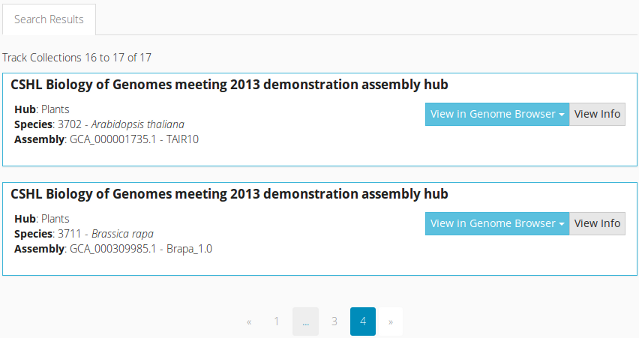 Search Results
Track Collections 16 to 17 of 17
CSHL Biology of Genomes meeting 2013 demonstration assembly hub
Hub: Plants
View in Genome Browser View Info
Species: 3702 - Arabidopsis thaliana
Assembly: GCA_000001735.1 - TAIR10
CSHL Biology of Genomes meeting 2013 demonstration assembly hub
Hub: Plants
View in Genome Browser View Info
Species: 3711 - Brassica rapa
Assembly: GCA_000309985.1 - Brapa_1.0
« 1 ... 3 4 »